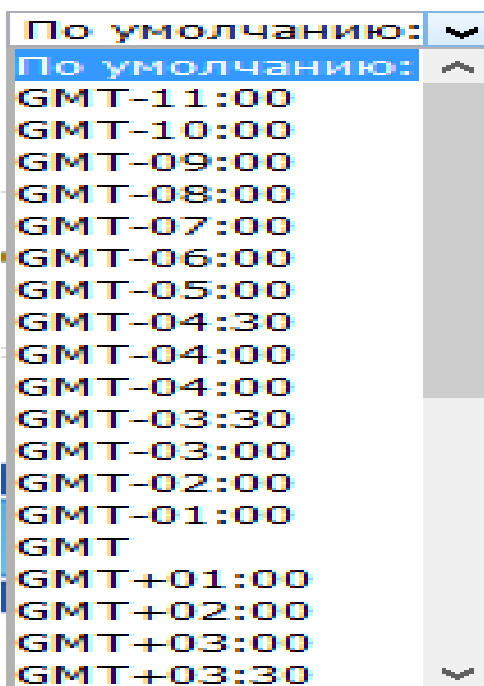 По умолчанию:
По умолчанию:
GMT-11:00
GMT-10:00
GMT-09:00
GMT-08:00
GMT-07:00
GMT-06:00
GMT-05:00
GMT-04:30
GMT-04:00
GMT-04:00
GMT-03:30
GMT-03:00
GMT-02:00
GMT-01:00
GMT
GMT+01:00
GMT+02:00
GMT+03:00
GMT+03:30